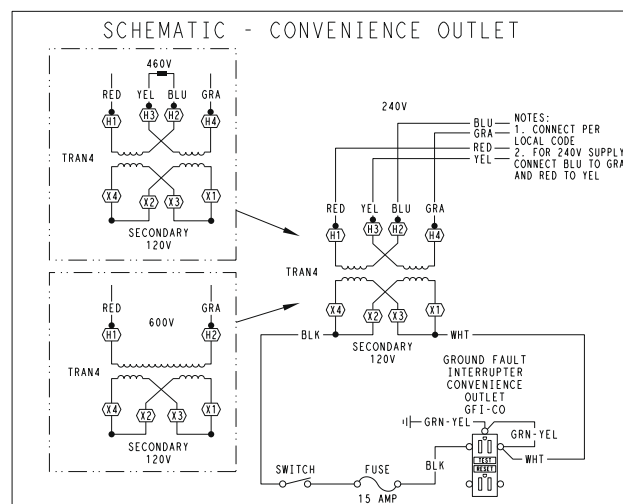 SCHEMATIC - CONVENIENCE OUTLET
460V
RED YEL BLU GRA
H1 H3 H2 H4
TRAN4
X4 X2 X3 X1
SECONDARY
120V
RED GRA
600V
H1 H2
TRAN4
X4 X2 X3 X1
SECONDARY
120V
240V
BLU
GRA
RED
YEL
NOTES:
1. CONNECT PER
LOCAL CODE
2. FOR 240V SUPPLY
CONNECT BLU TO GRA
AND RED TO YEL
RED YEL BLU GRA
H1 H3 H2 H4
TRAN4
X4 X2 X3 X1
BLK WHT
SECONDARY
120V
GROUND FAULT
INTERRUPTER
CONVENIENCE
OUTLET
GFI-CO
GRN-YEL
GRN-YEL
WHT
BLK
TEST
RESET
SWITCH FUSE
15 AMP